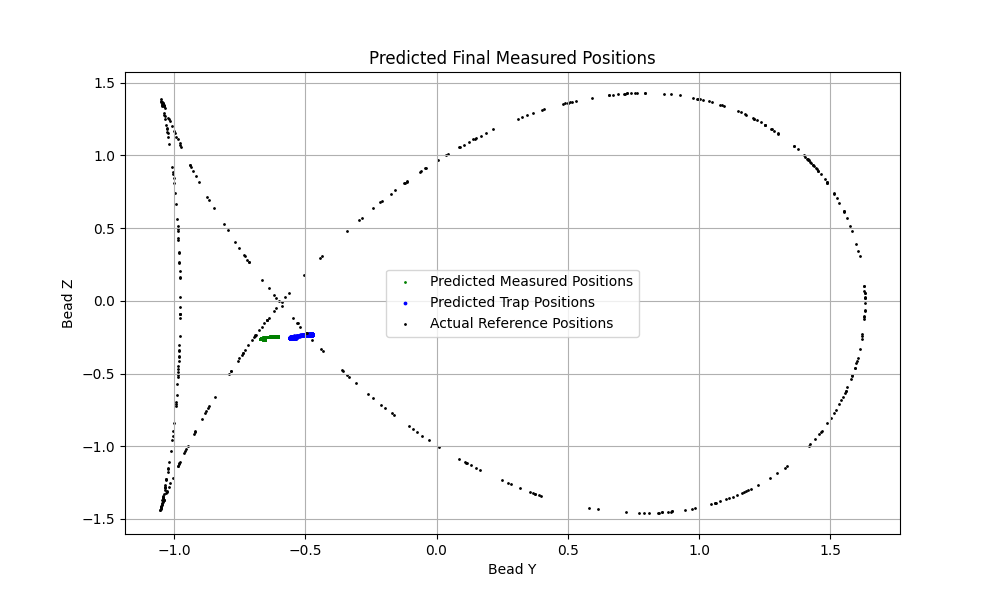 Predicted Final Measured Positions
1.5
1.0
0.5
0.0
−0.5
−1.0
−1.5
Bead Z
Predicted Measured Positions
Predicted Trap Positions
Actual Reference Positions
−1.0 −0.5 0.0 0.5 1.0 1.5
Bead Y